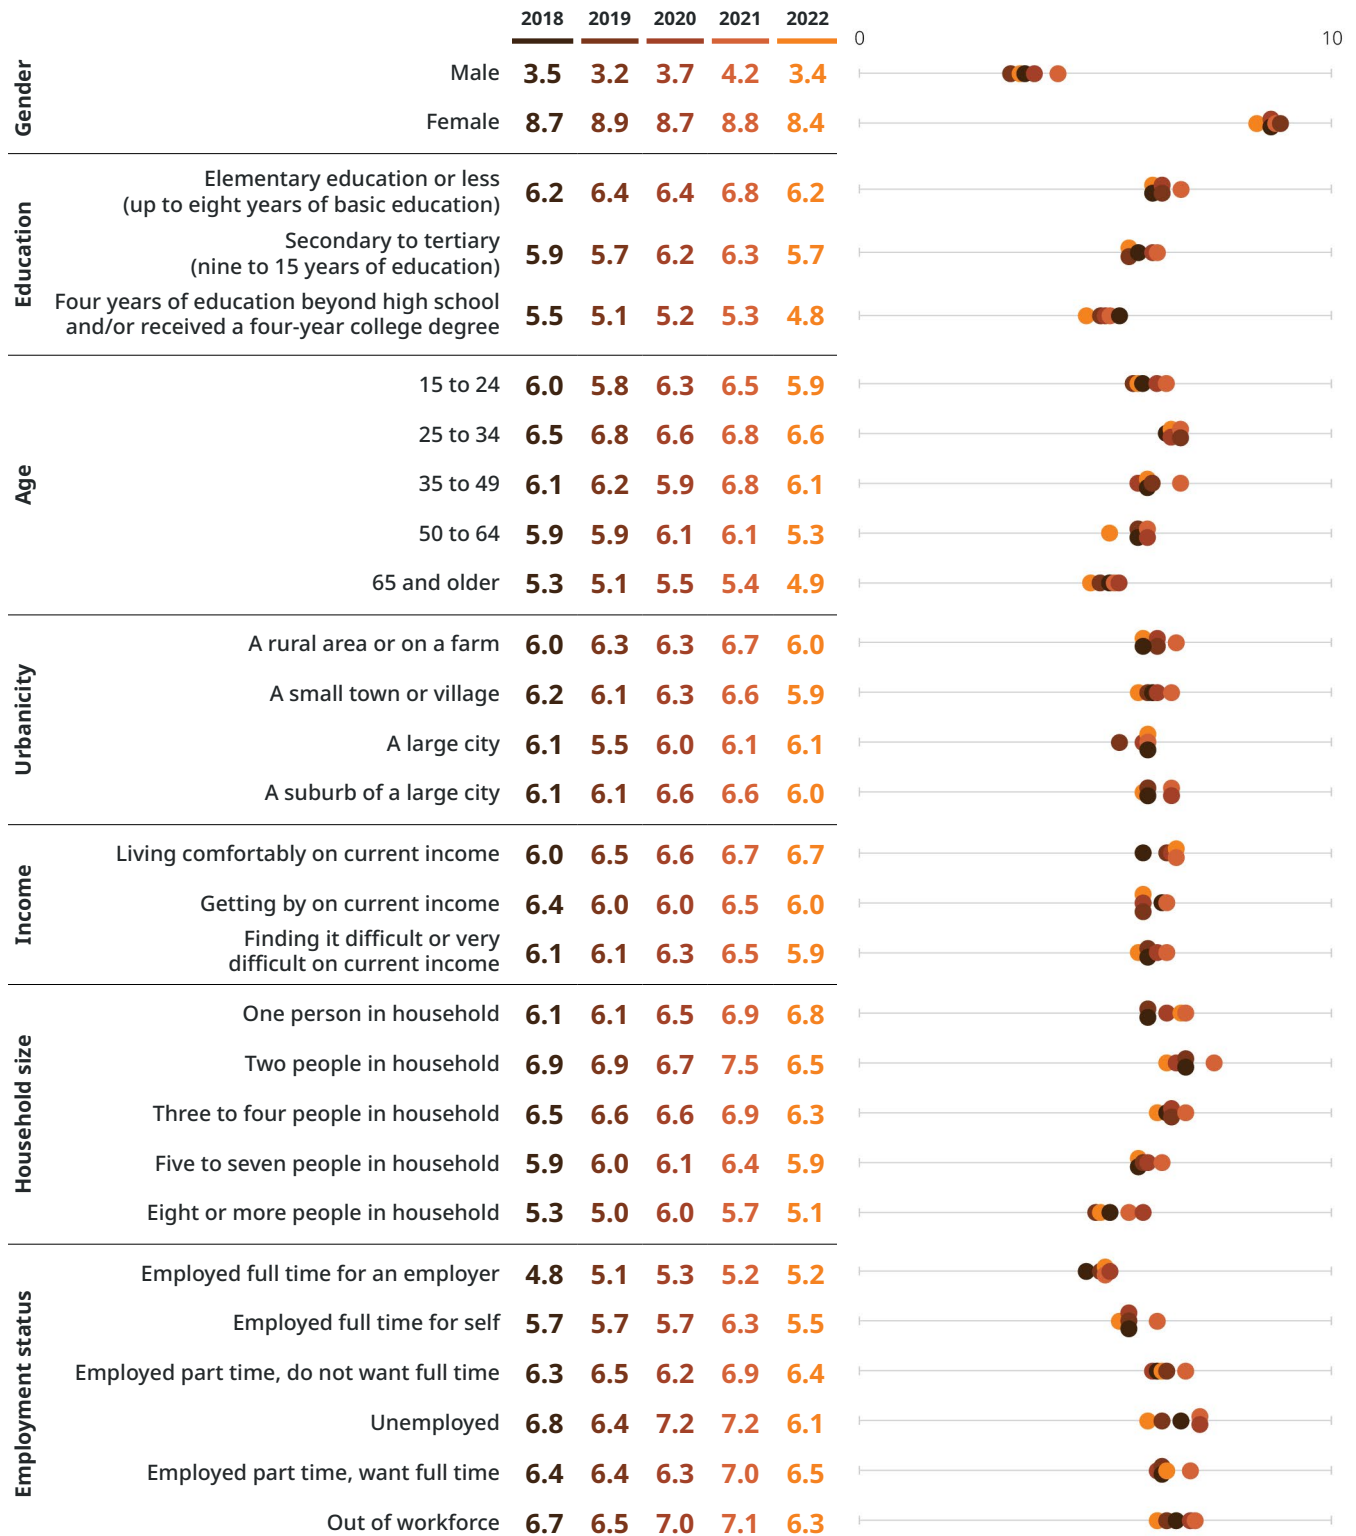 2018 2019 2020 2021 2022
0 10
Gender
Male 3.5 3.2 3.7 4.2 3.4
Female 8.7 8.9 8.7 8.8 8.4
Education
Elementary education or less
(up to eight years of basic education) 6.2 6.4 6.4 6.8 6.2
Secondary to tertiary
(nine to 15 years of education) 5.9 5.7 6.2 6.3 5.7
Four years of education beyond high school
and/or received a four-year college degree 5.5 5.1 5.2 5.3 4.8
Age
15 to 24 6.0 5.8 6.3 6.5 5.9
25 to 34 6.5 6.8 6.6 6.8 6.6
35 to 49 6.1 6.2 5.9 6.8 6.1
50 to 64 5.9 5.9 6.1 6.1 5.3
65 and older 5.3 5.1 5.5 5.4 4.9
Urbanicity
A rural area or on a farm 6.0 6.3 6.3 6.7 6.0
A small town or village 6.2 6.1 6.3 6.6 5.9
A large city 6.1 5.5 6.0 6.1 6.1
A suburb of a large city 6.1 6.1 6.6 6.6 6.0
Income
Living comfortably on current income 6.0 6.5 6.6 6.7 6.7
Getting by on current income 6.4 6.0 6.0 6.5 6.0
Finding it difficult or very
difficult on current income 6.1 6.1 6.3 6.5 5.9
Household size
One person in household 6.1 6.1 6.5 6.9 6.8
Two people in household 6.9 6.9 6.7 7.5 6.5
Three to four people in household 6.5 6.6 6.6 6.9 6.3
Five to seven people in household 5.9 6.0 6.1 6.4 5.9
Eight or more people in household 5.3 5.0 6.0 5.7 5.1
Employment status
Employed full time for an employer 4.8 5.1 5.3 5.2 5.2
Employed full time for self 5.7 5.7 5.7 6.3 5.5
Employed part time, do not want full time 6.3 6.5 6.2 6.9 6.4
Unemployed 6.8 6.4 7.2 7.2 6.1
Employed part time, want full time 6.4 6.4 6.3 7.0 6.5
Out of workforce 6.7 6.5 7.0 7.1 6.3